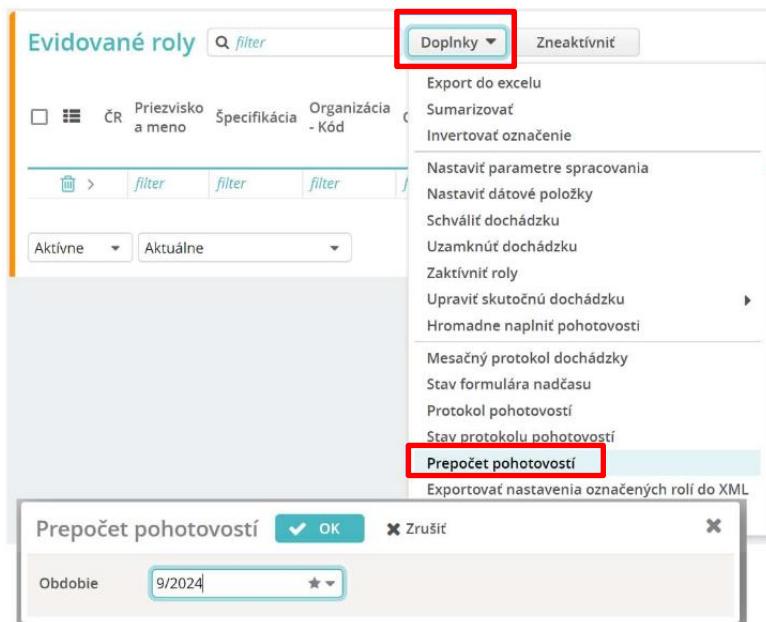 Evidované roly filter Doplnky Zneaktívniť
ČR Priezvisko a meno Špecifikácia Organizácia - Kód
filter filter filter
Aktívne Aktuálne
Export do excelu
Sumarizovať
Invertovať označenie
Nastaviť parametre spracovania
Nastaviť dátové položky
Schváliť dochádzku
Uzamknúť dochádzku
Zaktívniť roly
Upraviť skutočnú dochádzku
Hromadne naplniť pohotovosti
Mesačný protokol dochádzky
Stav formulára nadčasu
Protokol pohotovostí
Stav protokolu pohotovostí
Prepočet pohotovostí
Exportovať nastavenia označených rolí do XML
Prepočet pohotovostí OK Zrušiť
Obdobie 9/2024